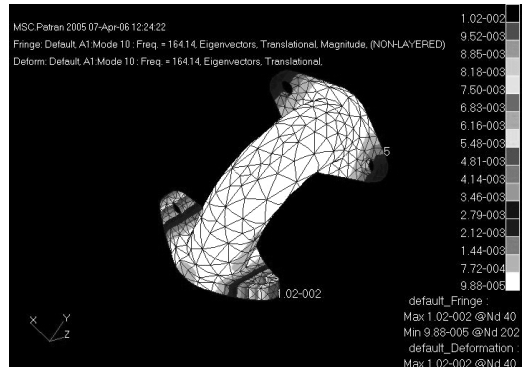 MSC.Patran 2005 07-Apr-06 12:24:22
Fringe: Default, A1:Mode 10 : Freq. = 164.14, Eigenvectors, Translational, Magnitude, (NON-LAYERED)
Deform: Default, A1:Mode 10 : Freq. = 164.14, Eigenvectors, Translational,
1.02-002
9.52-003
8.85-003
8.18-003
7.50-003
6.83-003
6.16-003
5.48-003
4.81-003
4.14-003
3.46-003
2.79-003
2.12-003
1.44-003
7.72-004
9.88-005
5
1.02-002
X
Y
Z
default_Fringe :
Max 1.02-002 @Nd 40
Min 9.88-005 @Nd 202
default_Deformation :
Max 1.02-002 @Nd 40